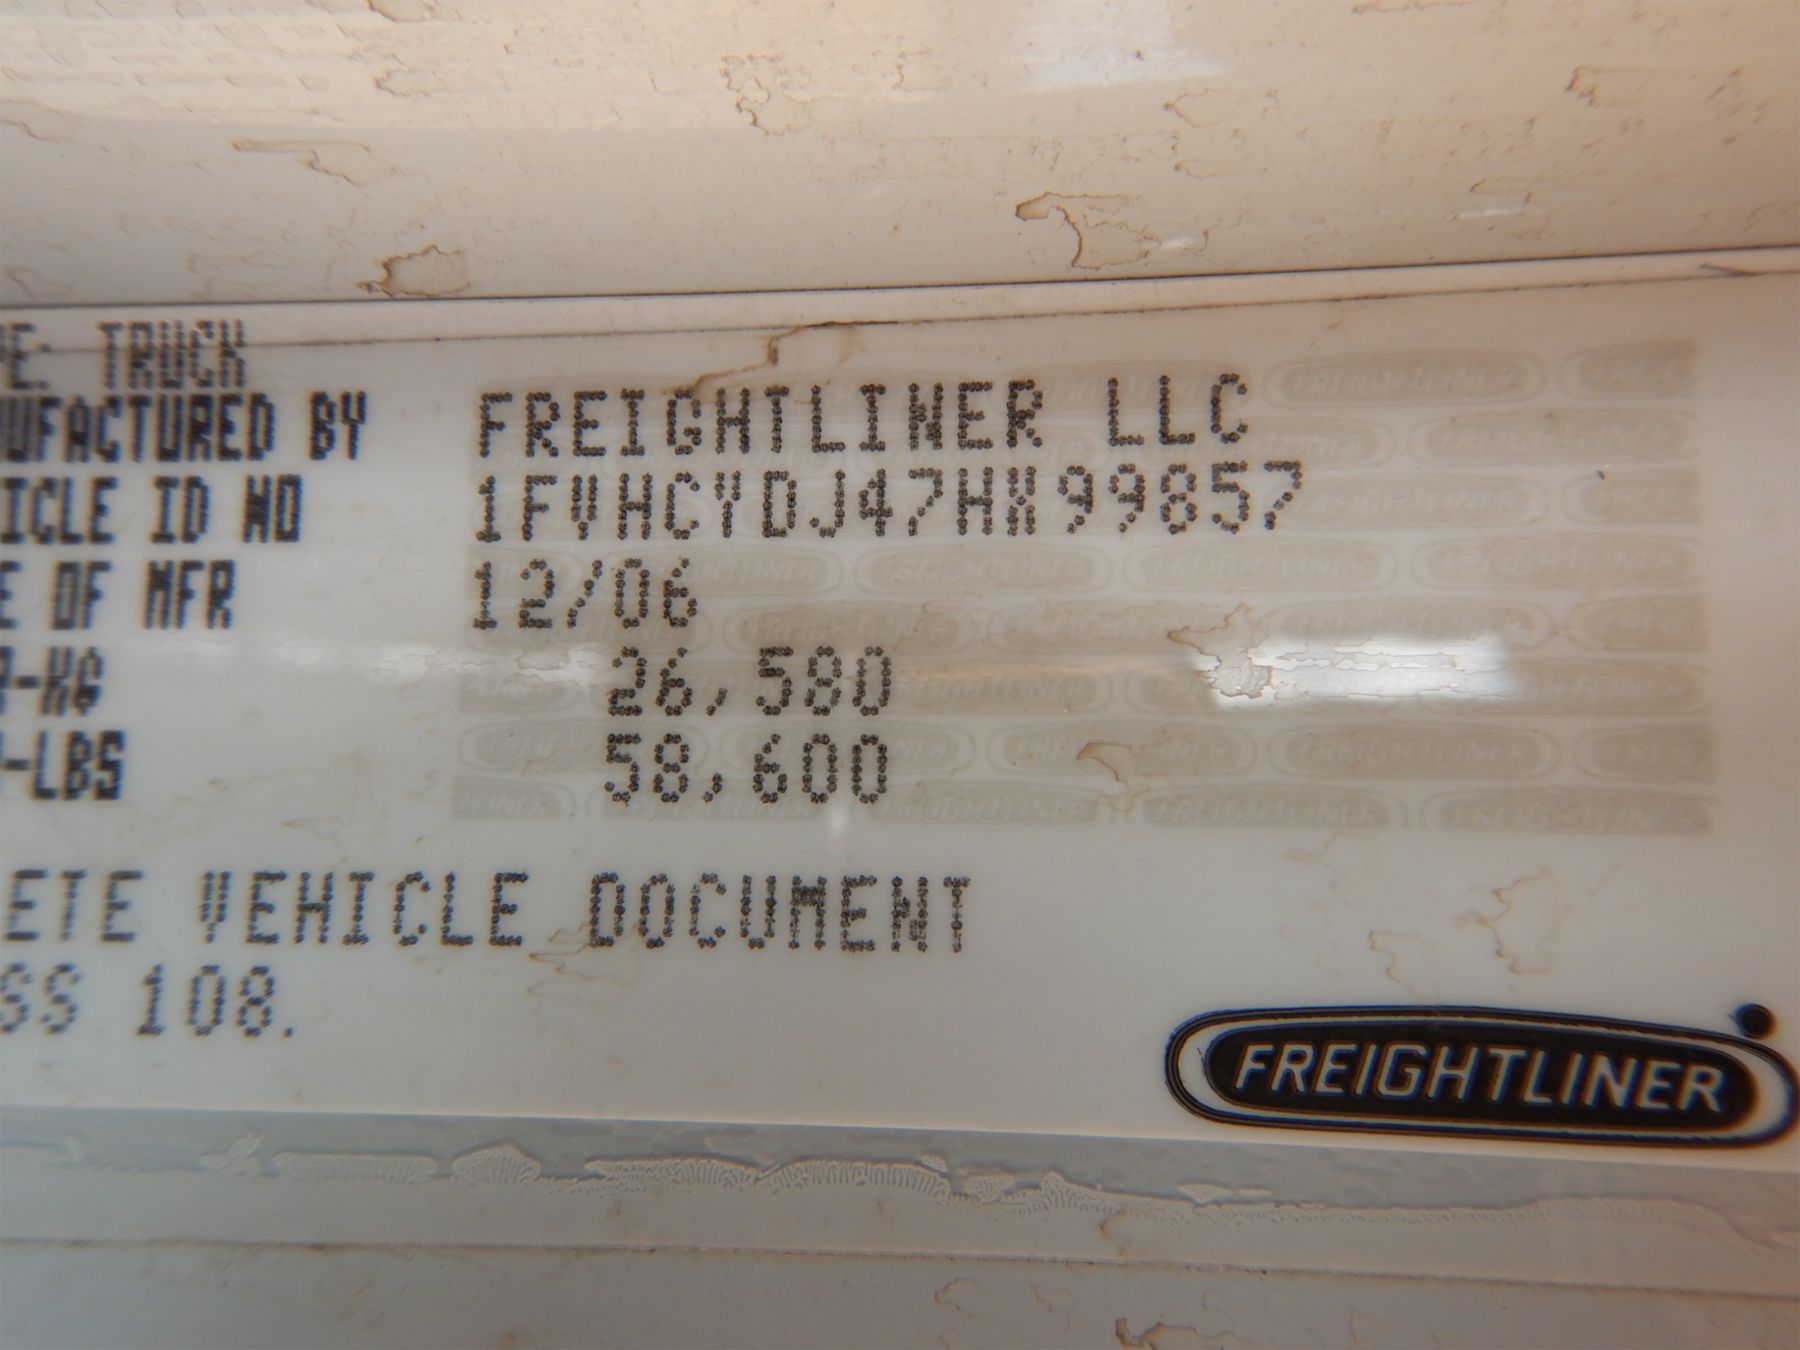 E: TRUCK
UFACTURED BY FREIGHTLINER LLC
ICLE ID NO 1FVHCYDJ47HX99857
E OF MFR 12/06
R-KG 26,580
-LBS 58,600
ETE VEHICLE DOCUMENT
SS 108.
FREIGHTLINER